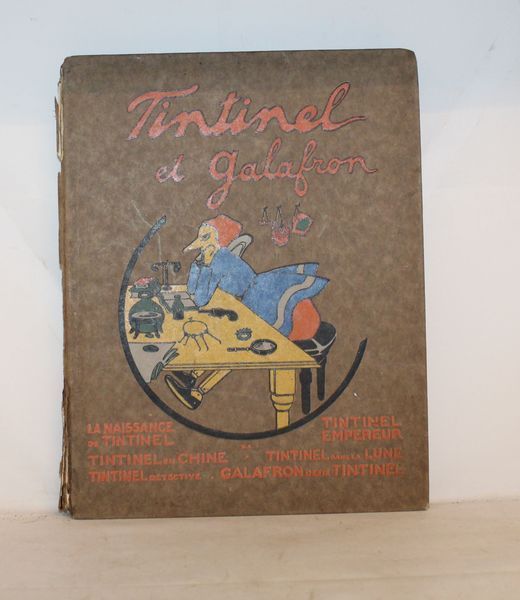 Tintinel
et galafron
LA NAISSANCE
DE TINTINEL
TINTINEL
EMPEREUR
TINTINEL EN CHINE
TINTINEL DANS LA LUNE
TINTINEL DÉTECTIVE . GALAFRON TINTINEL